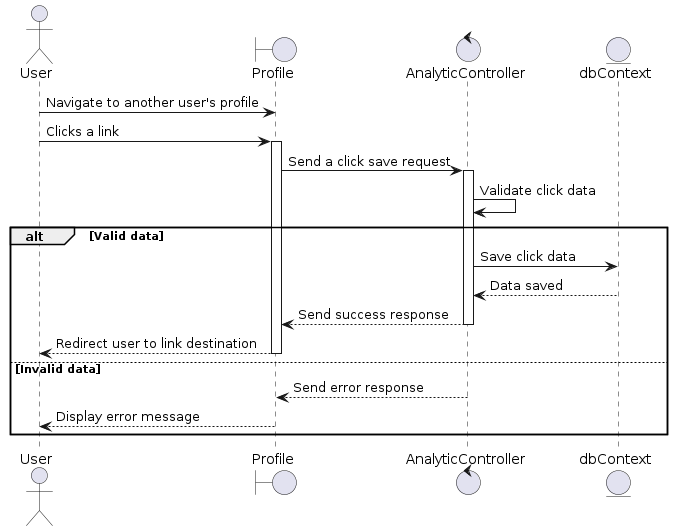 User
Profile
AnalyticController
dbContext
Navigate to another user's profile
Clicks a link
Send a click save request
Validate click data
alt [Valid data]
Save click data
Data saved
Send success response
Redirect user to link destination
[Invalid data]
Send error response
Display error message
User
Profile
AnalyticController
dbContext